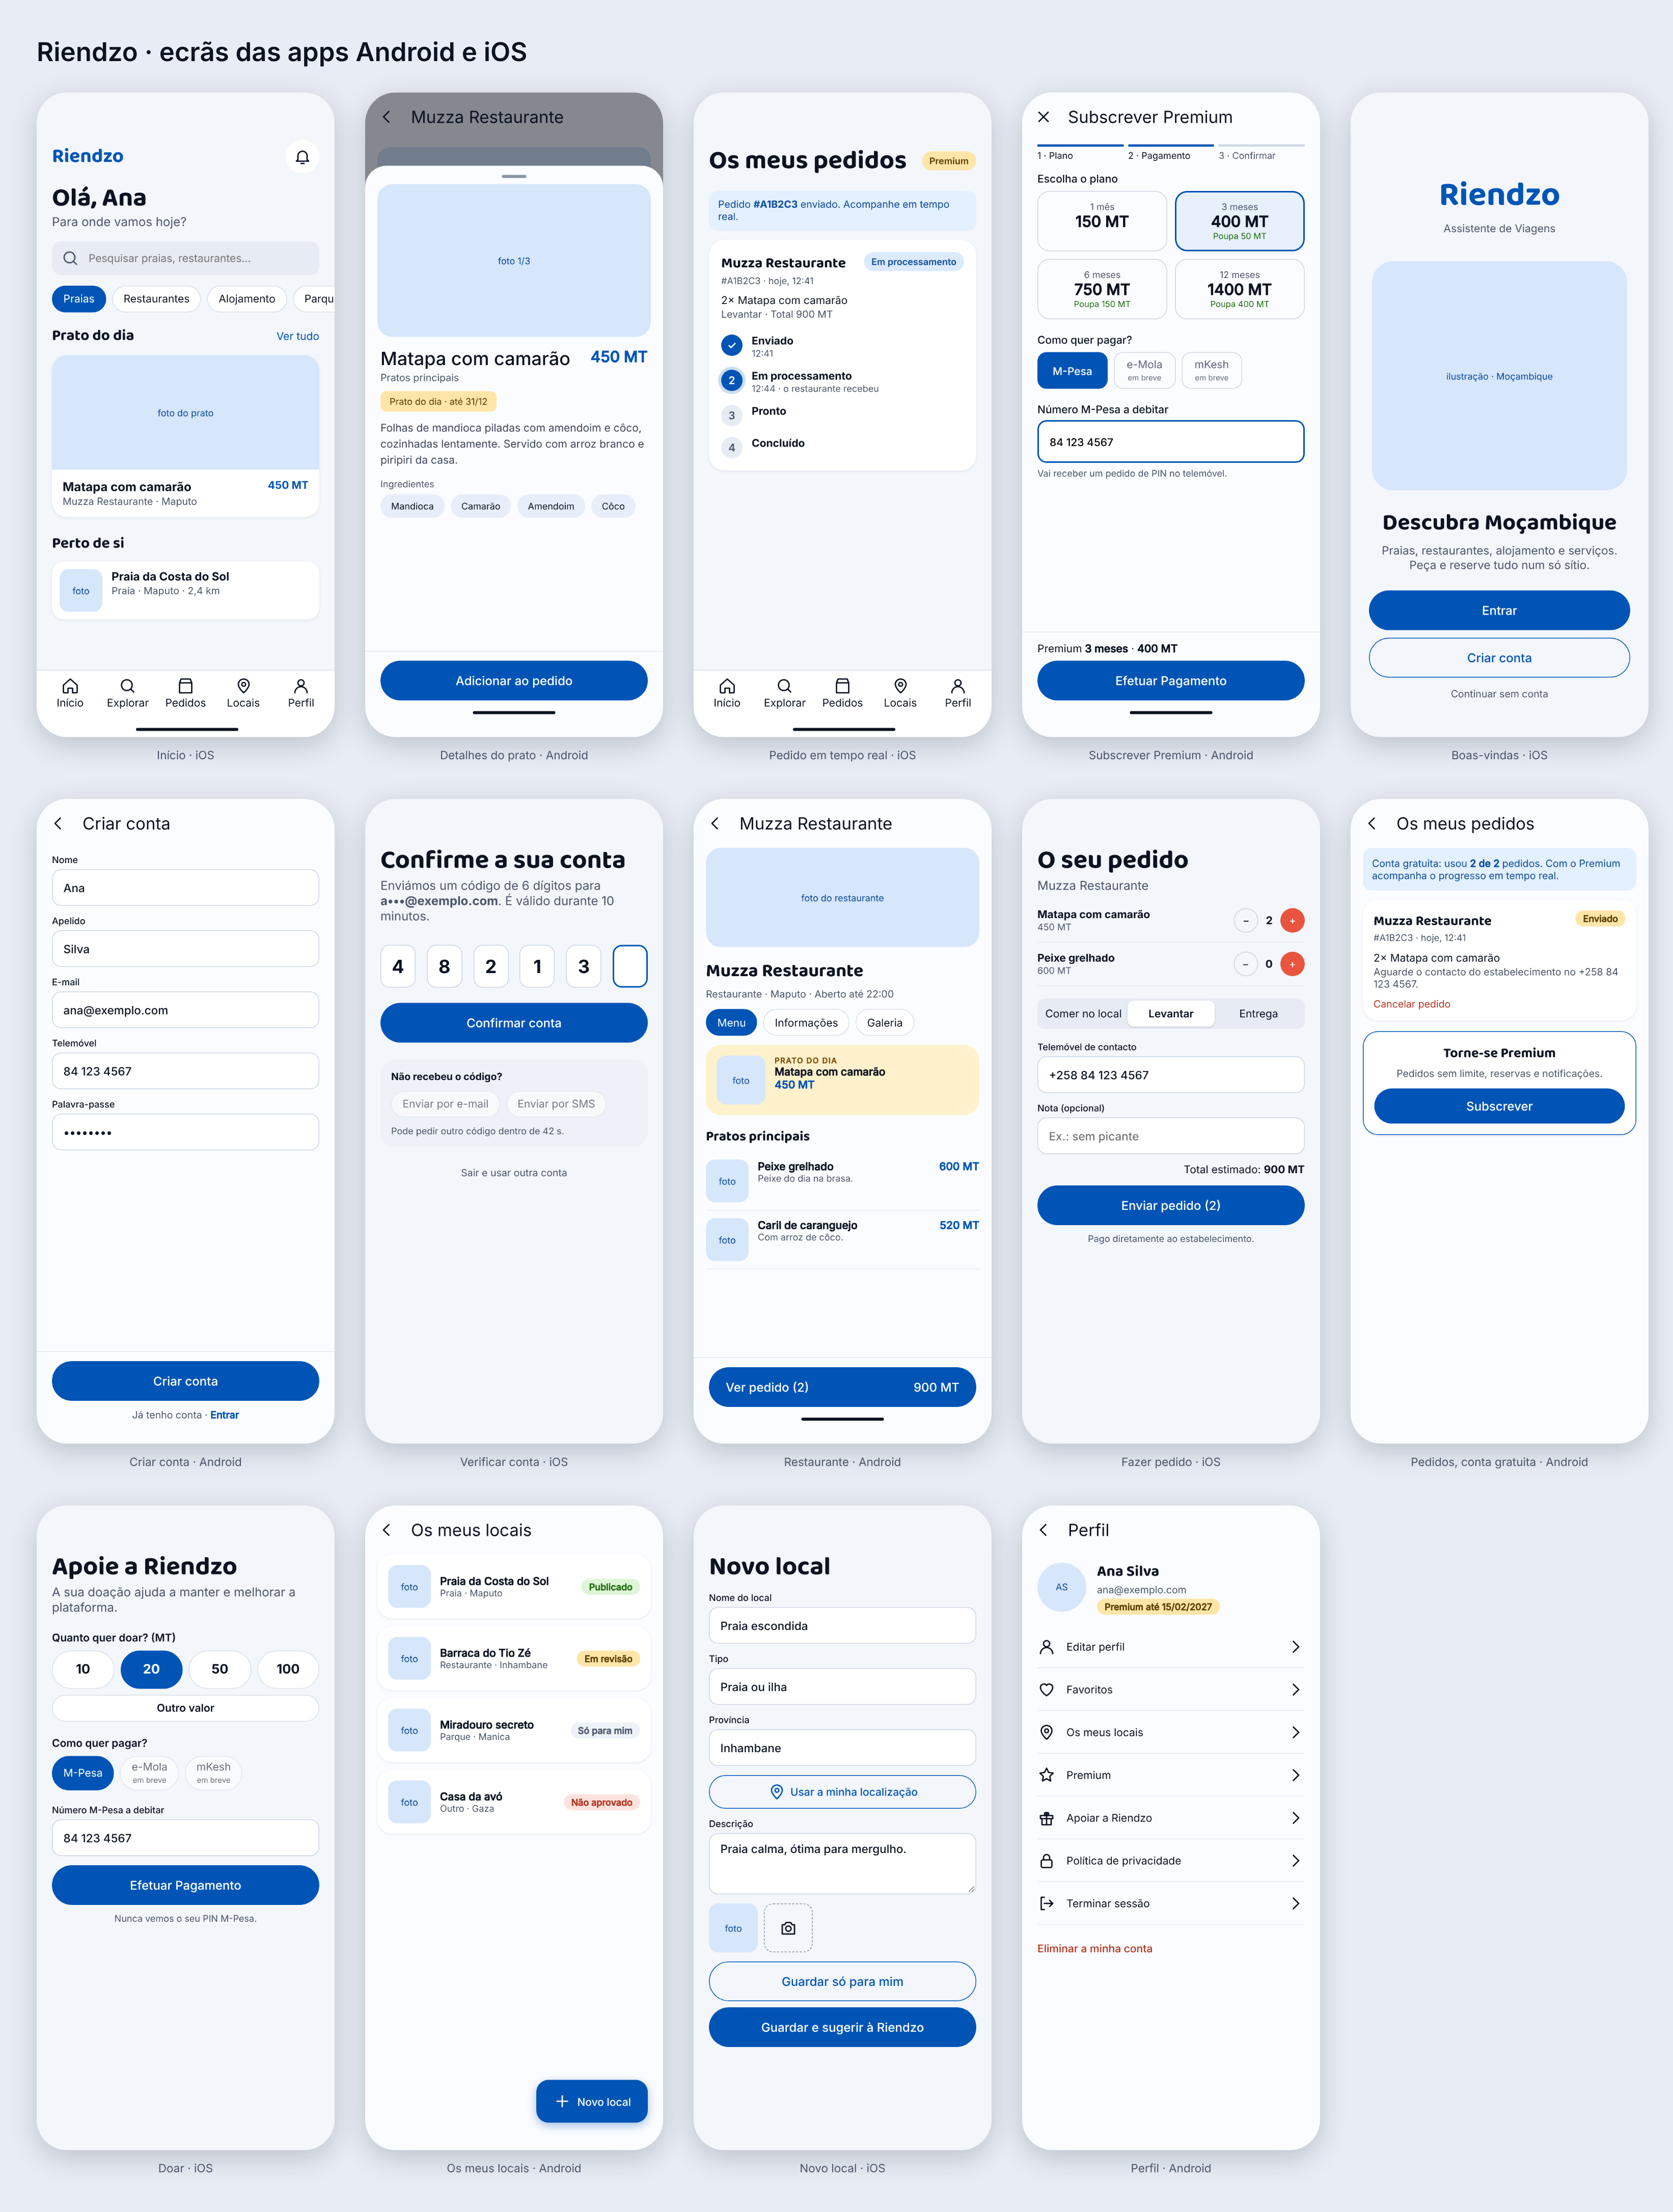 Riendzo · ecrãs das apps Android e iOS
Riendzo
Olá, Ana
Para onde vamos hoje?
Pesquisar praias, restaurantes...
Praias
Restaurantes
Alojamento
Parqu
Prato do dia
Ver tudo
foto do prato
Matapa com camarão
450 MT
Muzza Restaurante · Maputo
Perto de si
foto
Praia da Costa do Sol
Praia · Maputo · 2,4 km
Início
Explorar
Pedidos
Locais
Perfil
Início · iOS
Muzza Restaurante
foto 1/3
Matapa com camarão
450 MT
Pratos principais
Prato do dia · até 31/12
Folhas de mandioca piladas com amendoim e côco,
cozinhadas lentamente. Servido com arroz branco e
piripiri da casa.
Ingredientes
Mandioca
Camarão
Amendoim
Côco
Adicionar ao pedido
Detalhes do prato · Android
Os meus pedidos
Premium
Pedido #A1B2C3 enviado. Acompanhe em tempo
real.
Muzza Restaurante
Em processamento
#A1B2C3 · hoje, 12:41
2× Matapa com camarão
Levantar · Total 900 MT
Enviado
12:41
2
Em processamento
12:44 · o restaurante recebeu
3
Pronto
4
Concluído
Início
Explorar
Pedidos
Locais
Perfil
Pedido em tempo real · iOS
Subscrever Premium
1 · Plano
2 · Pagamento
3 · Confirmar
Escolha o plano
1 mês
150 MT
3 meses
400 MT
Poupa 50 MT
6 meses
750 MT
Poupa 150 MT
12 meses
1400 MT
Poupa 400 MT
Como quer pagar?
M-Pesa
e-Mola
em breve
mKesh
em breve
Número M-Pesa a debitar
84 123 4567
Vai receber um pedido de PIN no telemóvel.
Premium 3 meses · 400 MT
Efetuar Pagamento
Subscrever Premium · Android
Riendzo
Assistente de Viagens
ilustração · Moçambique
Descubra Moçambique
Praias, restaurantes, alojamento e serviços.
Peça e reserve tudo num só sítio.
Entrar
Criar conta
Continuar sem conta
Boas-vindas · iOS
Criar conta
Nome
Ana
Apelido
Silva
E-mail
ana@exemplo.com
Telemóvel
84 123 4567
Palavra-passe
••••••••
Criar conta
Já tenho conta · Entrar
Criar conta · Android
Confirme a sua conta
Enviámos um código de 6 dígitos para
a•••@exemplo.com. É válido durante 10
minutos.
4 8 2 1 3
Confirmar conta
Não recebeu o código?
Enviar por e-mail
Enviar por SMS
Pode pedir outro código dentro de 42 s.
Sair e usar outra conta
Verificar conta · iOS
Muzza Restaurante
foto do restaurante
Muzza Restaurante
Restaurante · Maputo · Aberto até 22:00
Menu
Informações
Galeria
foto
PRATO DO DIA
Matapa com camarão
450 MT
Pratos principais
foto
Peixe grelhado
600 MT
Peixe do dia na brasa.
foto
Caril de caranguejo
520 MT
Com arroz de côco.
Ver pedido (2)
900 MT
Restaurante · Android
O seu pedido
Muzza Restaurante
Matapa com camarão
450 MT
− 2 +
Peixe grelhado
600 MT
− 0 +
Comer no local
Levantar
Entrega
Telemóvel de contacto
+258 84 123 4567
Nota (opcional)
Ex.: sem picante
Total estimado: 900 MT
Enviar pedido (2)
Pago diretamente ao estabelecimento.
Fazer pedido · iOS
Os meus pedidos
Conta gratuita: usou 2 de 2 pedidos. Com o Premium
acompanha o progresso em tempo real.
Muzza Restaurante
Enviado
#A1B2C3 · hoje, 12:41
2× Matapa com camarão
Aguarde o contacto do estabelecimento no +258 84
123 4567.
Cancelar pedido
Torne-se Premium
Pedidos sem limite, reservas e notificações.
Subscrever
Pedidos, conta gratuita · Android
Apoie a Riendzo
A sua doação ajuda a manter e melhorar a
plataforma.
Quanto quer doar? (MT)
10
20
50
100
Outro valor
Como quer pagar?
M-Pesa
e-Mola
em breve
mKesh
em breve
Número M-Pesa a debitar
84 123 4567
Efetuar Pagamento
Nunca vemos o seu PIN M-Pesa.
Doar · iOS
Os meus locais
foto
Praia da Costa do Sol
Praia · Maputo
Publicado
foto
Barraca do Tio Zé
Restaurante · Inhambane
Em revisão
foto
Miradouro secreto
Parque · Manica
Só para mim
foto
Casa da avó
Outro · Gaza
Não aprovado
Novo local
Os meus locais · Android
Novo local
Nome do local
Praia escondida
Tipo
Praia ou ilha
Província
Inhambane
Usar a minha localização
Descrição
Praia calma, ótima para mergulho.
foto
Guardar só para mim
Guardar e sugerir à Riendzo
Novo local · iOS
Perfil
AS
Ana Silva
ana@exemplo.com
Premium até 15/02/2027
Editar perfil
Favoritos
Os meus locais
Premium
Apoiar a Riendzo
Política de privacidade
Terminar sessão
Eliminar a minha conta
Perfil · Android